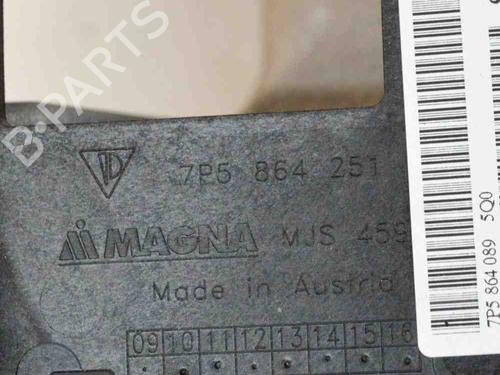 B-PARTS
7P5 864 251
MAGNA MJS 459
Made in Austria
09 10 11 12 13 14 15 16
7P5 864 089 5Q0
H